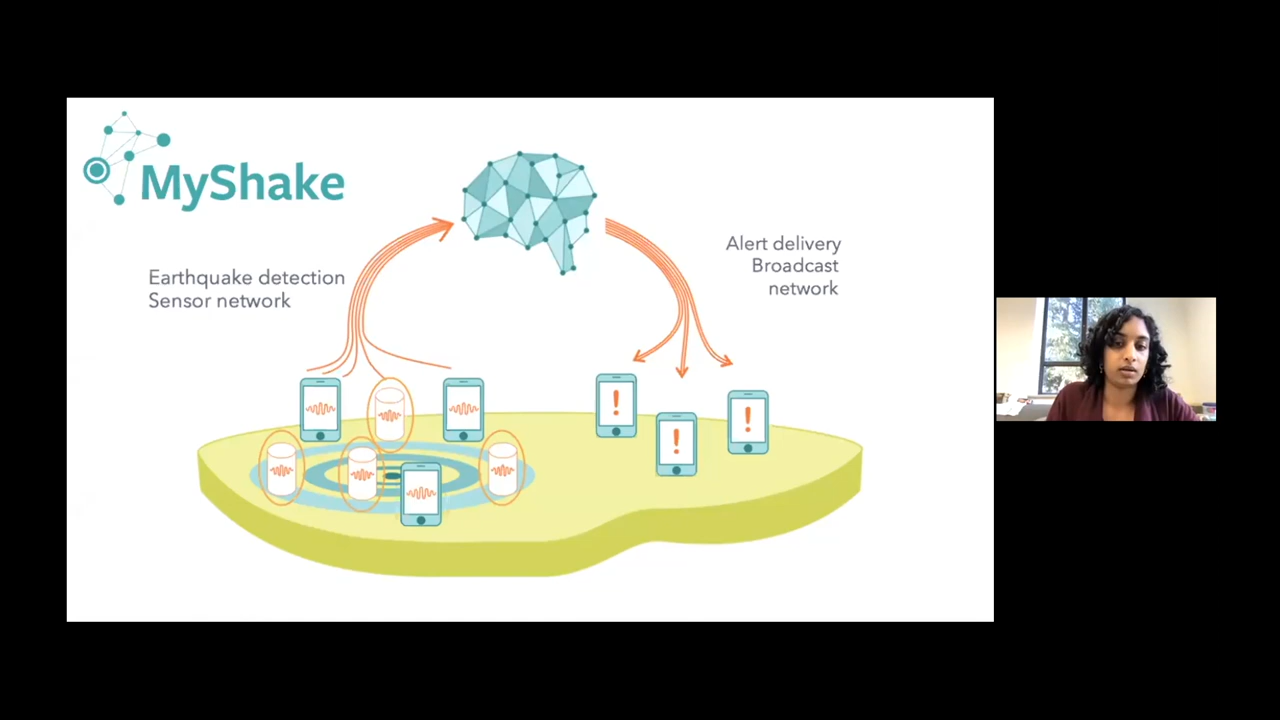 MyShake
Earthquake detection
Sensor network
Alert delivery
Broadcast
network